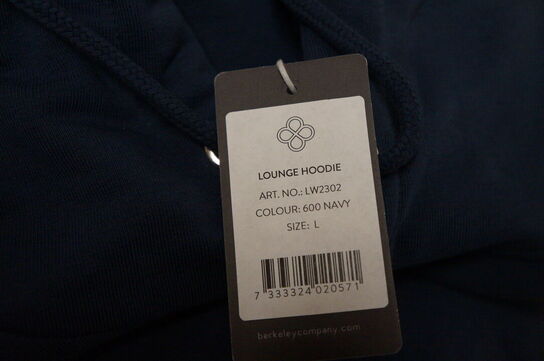 LOUNGE HOODIE
ART. NO.: LW2302
COLOUR: 600 NAVY
SIZE: L
7 333324 020571
berkeleycompany.com